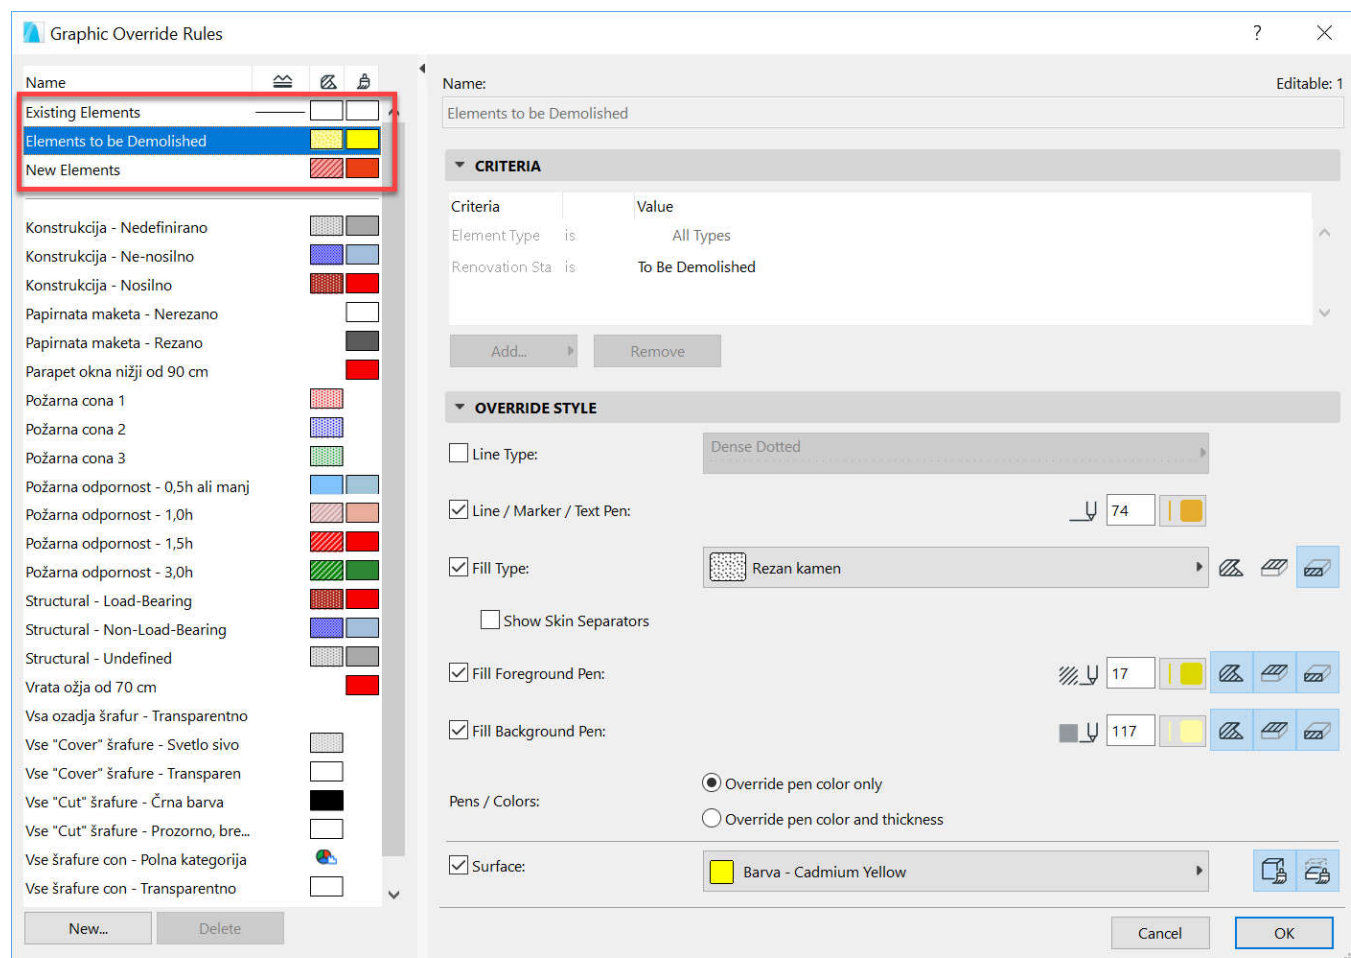 Graphic Override Rules
?
Name
Existing Elements
Elements to be Demolished
New Elements
Konstrukcija - Nedefinirano
Konstrukcija - Ne-nosilno
Konstrukcija - Nosilno
Papirnata maketa - Nerezano
Papirnata maketa - Rezano
Parapet okna nižji od 90 cm
Požarna cona 1
Požarna cona 2
Požarna cona 3
Požarna odpornost - 0,5h ali manj
Požarna odpornost - 1,0h
Požarna odpornost - 1,5h
Požarna odpornost - 3,0h
Structural - Load-Bearing
Structural - Non-Load-Bearing
Structural - Undefined
Vrata ožja od 70 cm
Vsa ozadja šrafur - Transparentno
Vse "Cover" šrafure - Svetlo sivo
Vse "Cover" šrafure - Transparen
Vse "Cut" šrafure - Črna barva
Vse "Cut" šrafure - Prozorno, bre...
Vse šrafure con - Polna kategorija
Vse šrafure con - Transparentno
New...
Delete
Name:
Editable: 1
Elements to be Demolished
CRITERIA
Criteria
Value
Element Type is All Types
Renovation Sta is To Be Demolished
Add...
Remove
OVERRIDE STYLE
Line Type:
Dense Dotted
Line / Marker / Text Pen:
74
Fill Type:
Rezan kamen
Show Skin Separators
Fill Foreground Pen:
17
Fill Background Pen:
117
Pens / Colors:
Override pen color only
Override pen color and thickness
Surface:
Barva - Cadmium Yellow
Cancel
OK